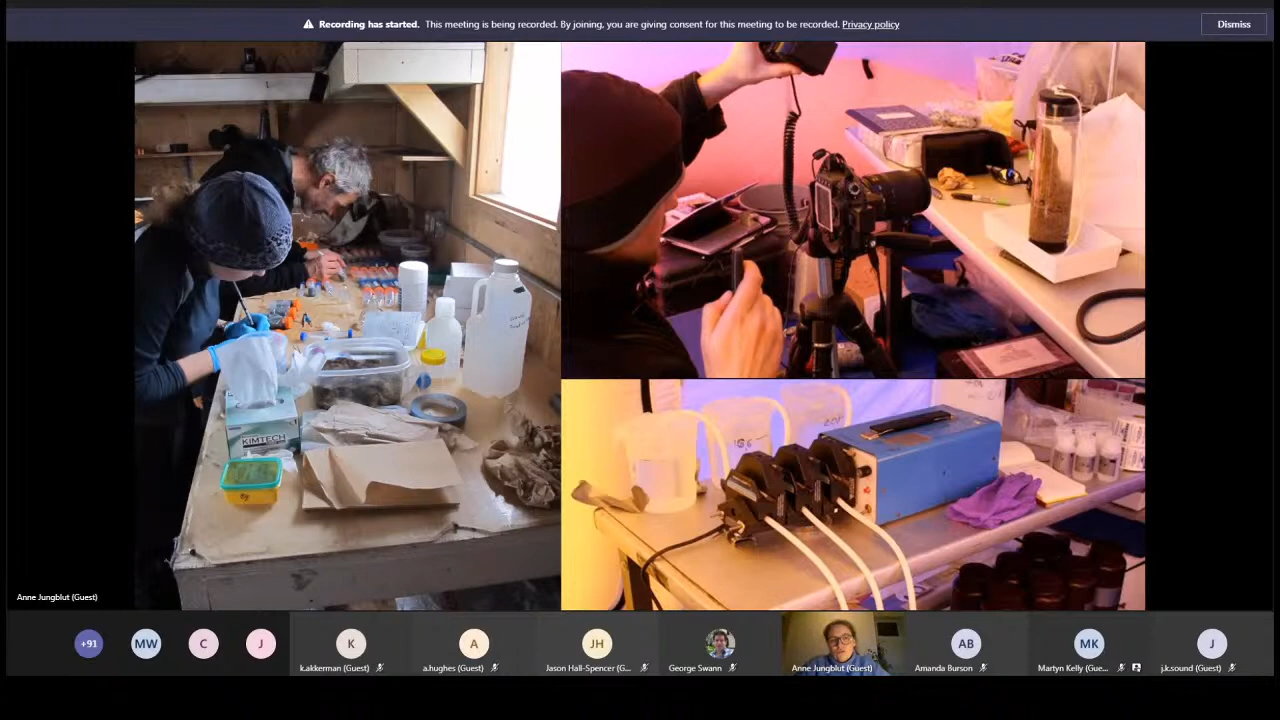 Recording has started. This meeting is being recorded. By joining, you are giving consent for this meeting to be recorded. Privacy policy
Dismiss
KIMTECH
Anne Jungblut (Guest)
+91
MW
C
J
K
k.akkerman (Guest)
A
a.hughes (Guest)
JH
Jason Hall-Spencer (G...
George Swann
Anne Jungblut (Guest)
AB
Amanda Burson
MK
Martyn Kelly (Gue...
J
j.k.sound (Guest)